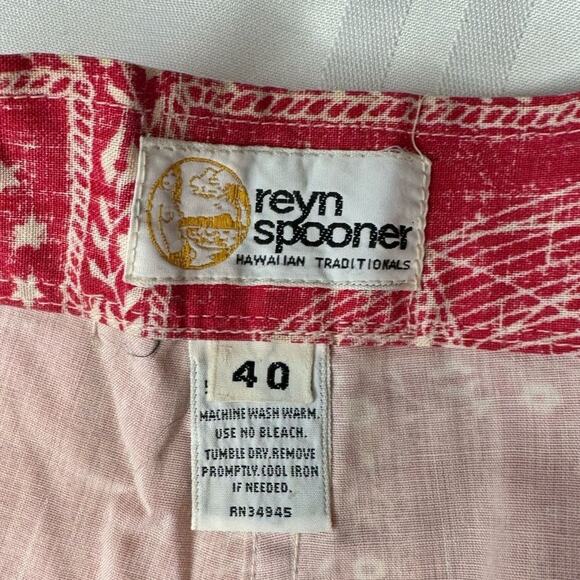 reyn
spooner
HAWAIIAN TRADITIONALS
40
MACHINE WASH WARM.
USE NO BLEACH.
TUMBLE DRY. REMOVE
PROMPTLY. COOL IRON
IF NEEDED.
RN34945